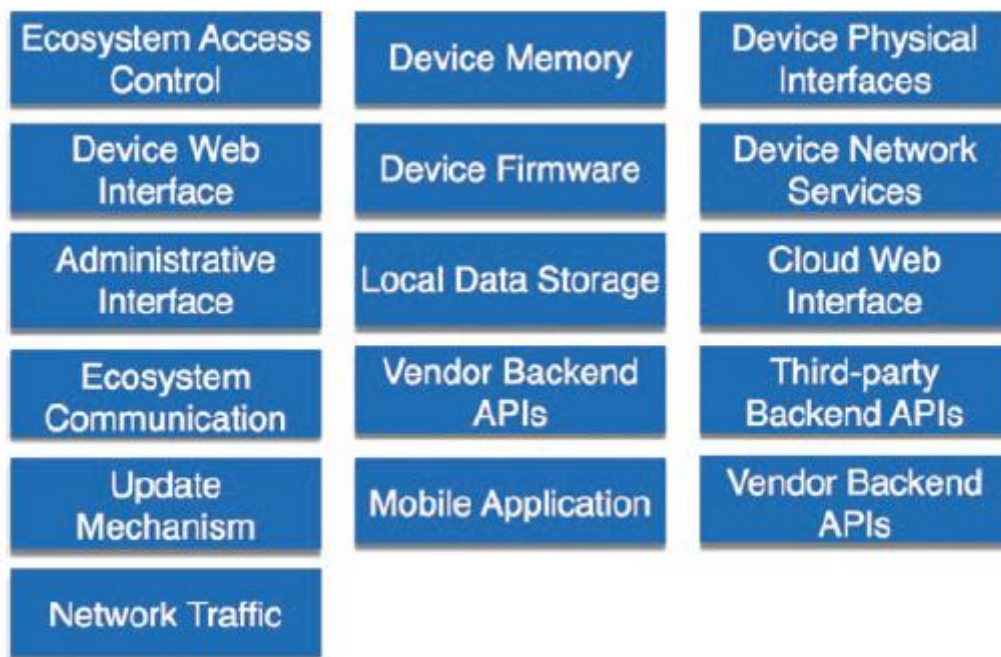 Ecosystem Access
Control
Device Memory
Device Physical
Interfaces
Device Web
Interface
Device Firmware
Device Network
Services
Administrative
Interface
Local Data Storage
Cloud Web
Interface
Ecosystem
Communication
Vendor Backend
APIs
Third-party
Backend APIs
Update
Mechanism
Mobile Application
Vendor Backend
APIs
Network Traffic